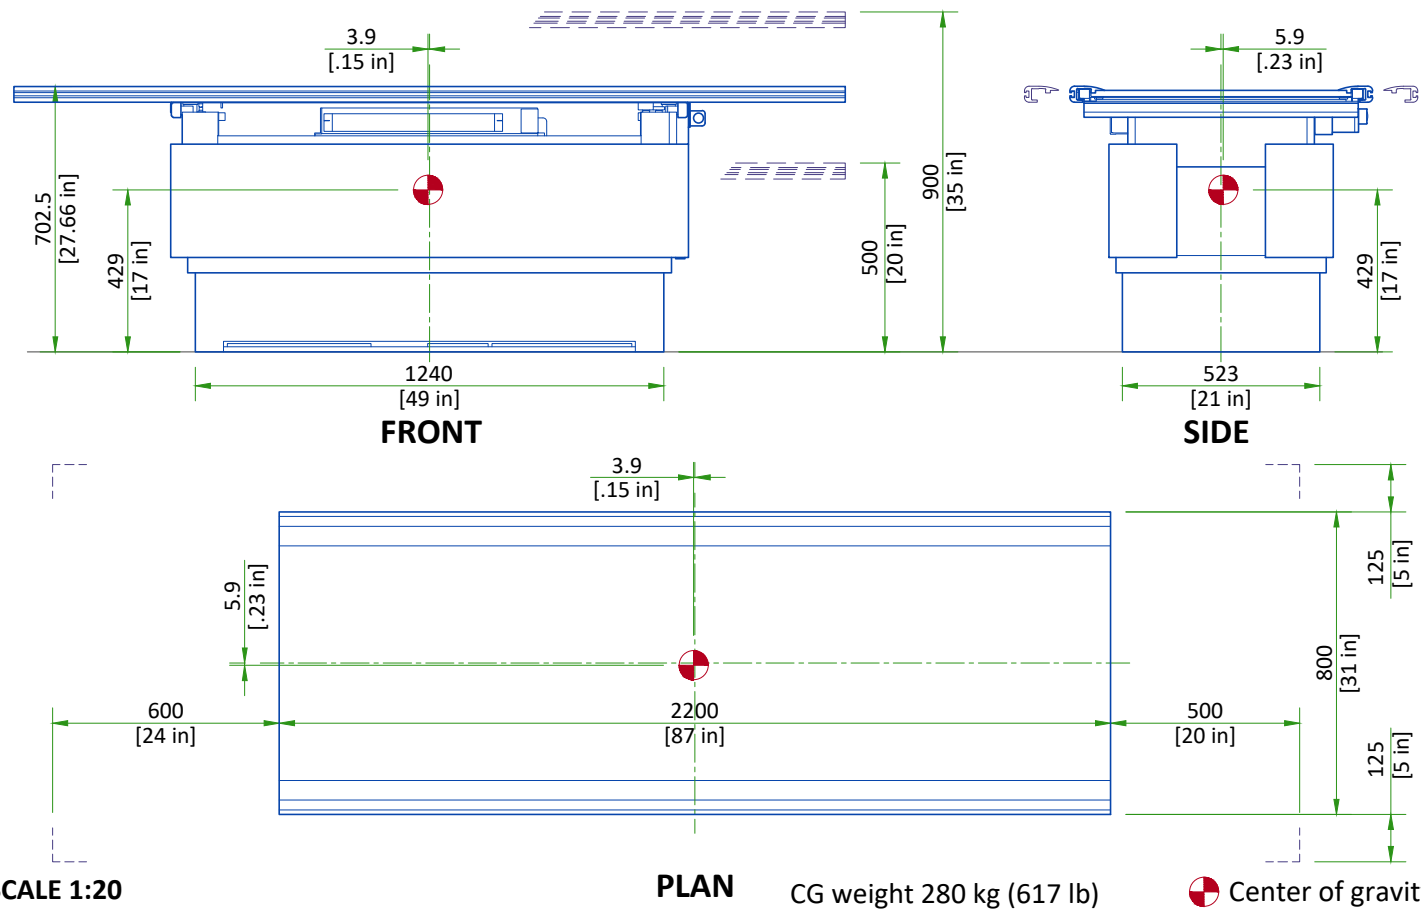 3.9
[.15 in]
5.9
[.23 in]
702.5
[27.66 in]
429
[17 in]
900
[35 in]
500
[20 in]
429
[17 in]
1240
[49 in]
523
[21 in]
FRONT
SIDE
3.9
[.15 in]
125
[5 in]
5.9
[.23 in]
800
[31 in]
600
[24 in]
2200
[87 in]
500
[20 in]
125
[5 in]
CALE 1:20
PLAN
CG weight 280 kg (617 lb)
Center of gravit